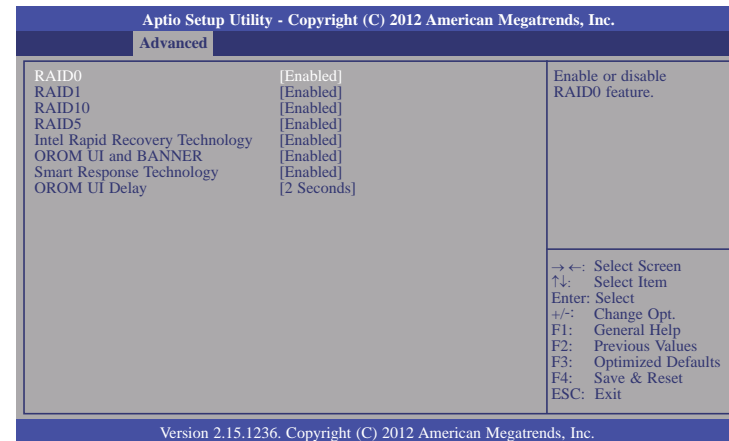 Aptio Setup Utility - Copyright (C) 2012 American Megatrends, Inc.
Advanced
RAID0 [Enabled]
RAID1 [Enabled]
RAID10 [Enabled]
RAID5 [Enabled]
Intel Rapid Recovery Technology [Enabled]
OROM UI and BANNER [Enabled]
Smart Response Technology [Enabled]
OROM UI Delay [2 Seconds]
Enable or disable
RAID0 feature.
→ ←: Select Screen
↑↓: Select Item
Enter: Select
+/-: Change Opt.
F1: General Help
F2: Previous Values
F3: Optimized Defaults
F4: Save & Reset
ESC: Exit
Version 2.15.1236. Copyright (C) 2012 American Megatrends, Inc.